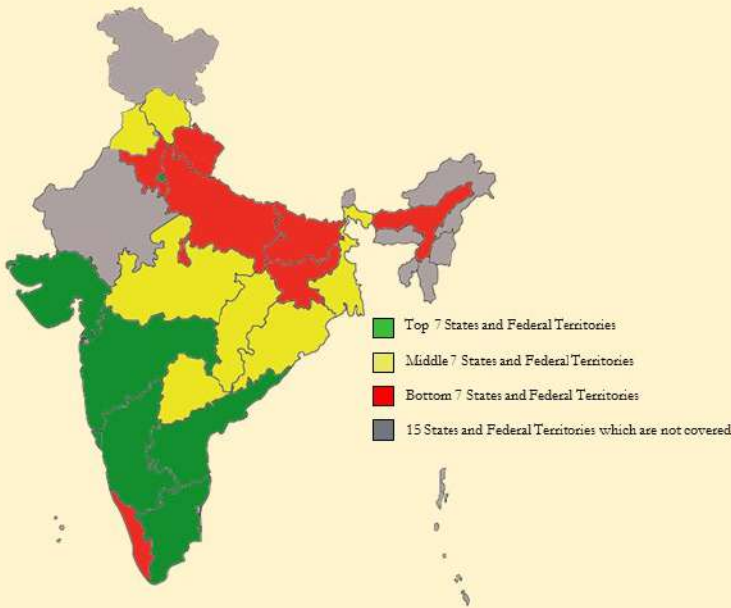 Top 7 States and Federal Territories
Middle 7 States and Federal Territories
Bottom 7 States and Federal Territories
15 States and Federal Territories which are not covered